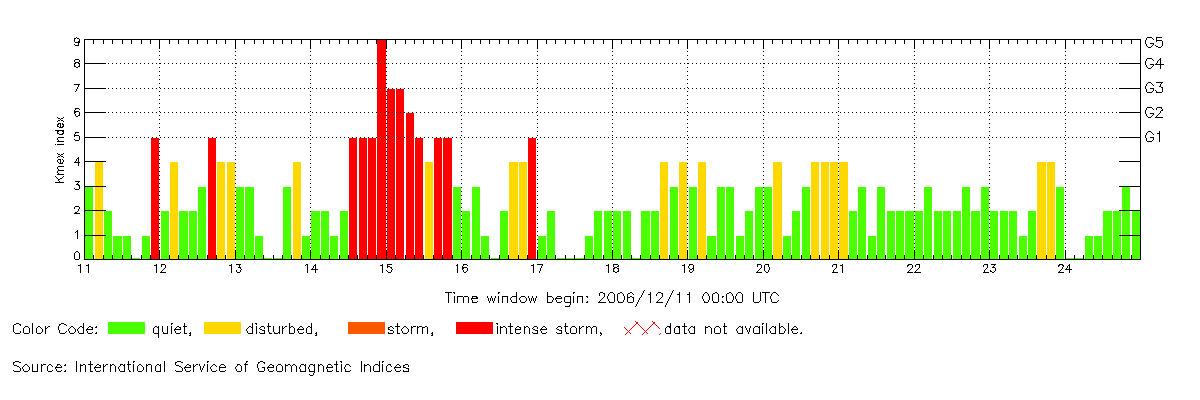 9 G5
8 G4
7 G3
6 G2
5 G1
4
3
2
1
0
Kmex index
11 12 13 14 15 16 17 18 19 20 21 22 23 24
Time window begin: 2006/12/11 00:00 UTC
Color Code: quiet, disturbed, storm, intense storm, data not available.
Source: International Service of Geomagnetic Indices